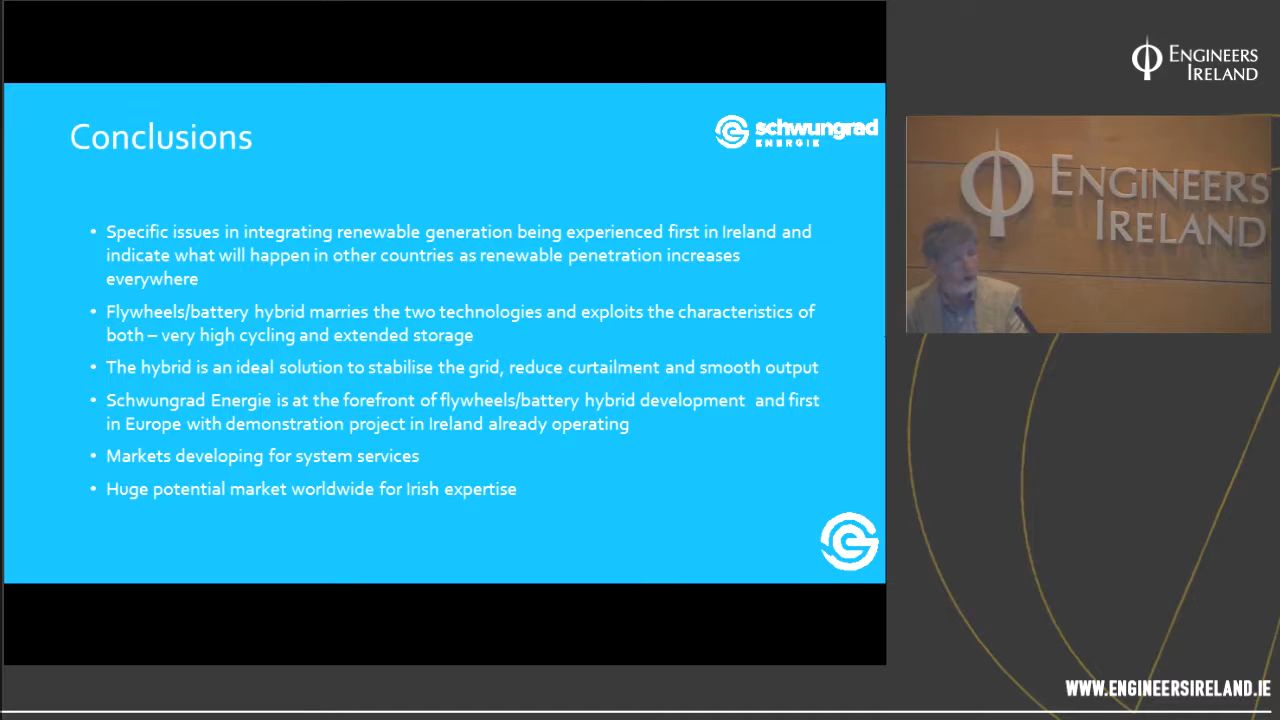 Conclusions
schwungrad
ENERGIE
• Specific issues in integrating renewable generation being experienced first in Ireland and
indicate what will happen in other countries as renewable penetration increases
everywhere
• Flywheels/battery hybrid marries the two technologies and exploits the characteristics of
both – very high cycling and extended storage
• The hybrid is an ideal solution to stabilise the grid, reduce curtailment and smooth output
• Schwungrad Energie is at the forefront of flywheels/battery hybrid development  and first
in Europe with demonstration project in Ireland already operating
• Markets developing for system services
• Huge potential market worldwide for Irish expertise
ENGINEERS
IRELAND
ENGINEERS
IRELAND
WWW.ENGINEERSIRELAND.IE